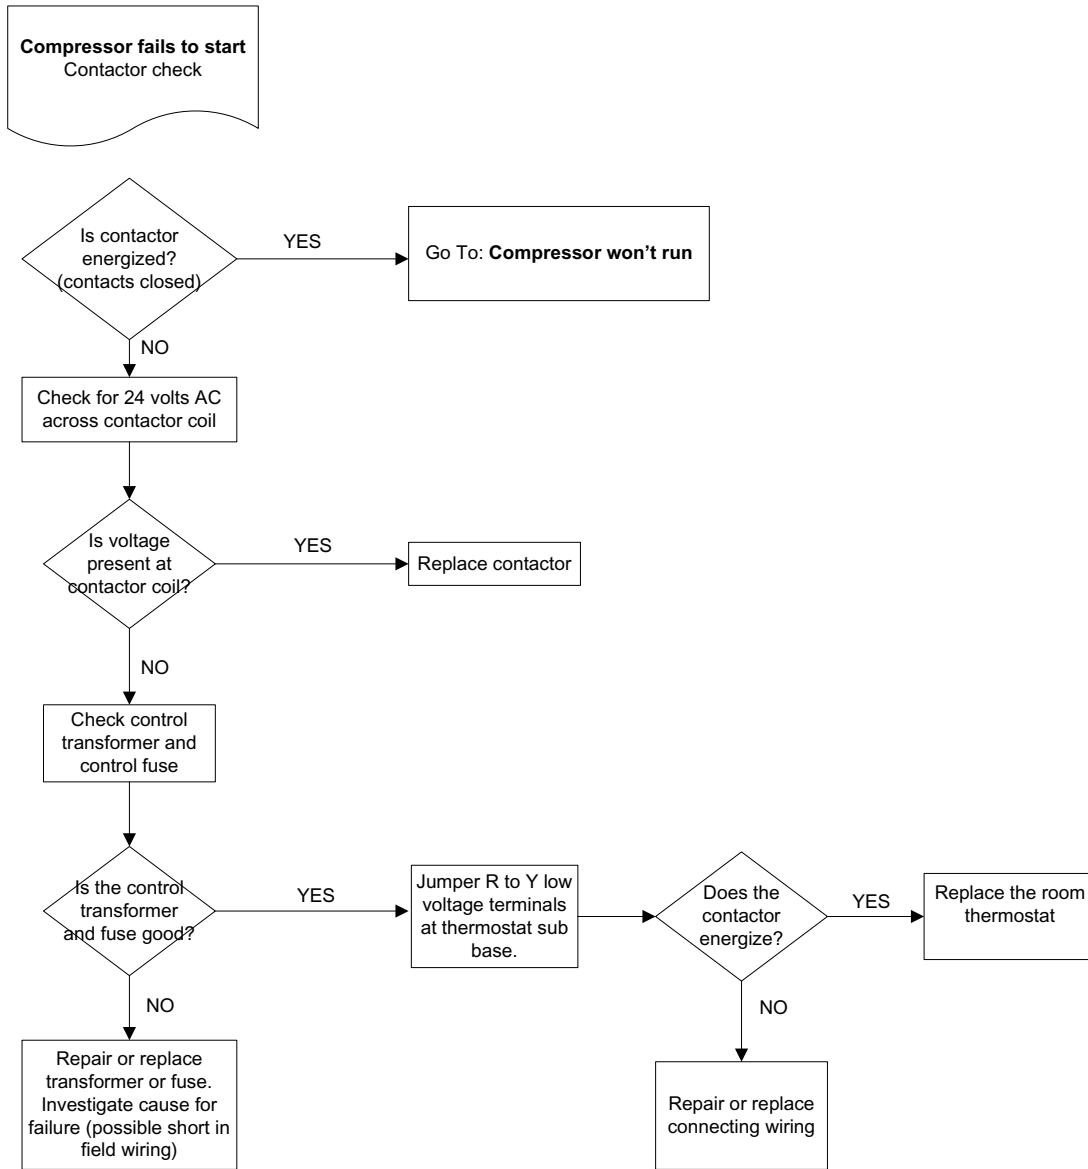 Compressor fails to start
Contactor check
Is contactor
energized?
(contacts closed)
YES
Go To: Compressor won't run
NO
Check for 24 volts AC
across contactor coil
Is voltage
present at
contactor coil?
YES
Replace contactor
NO
Check control
transformer and
control fuse
Is the control
transformer
and fuse good?
YES
Jumper R to Y low
voltage terminals
at thermostat sub
base.
Does the
contactor
energize?
YES
Replace the room
thermostat
NO
Repair or replace
transformer or fuse.
Investigate cause for
failure (possible short in
field wiring)
NO
Repair or replace
connecting wiring